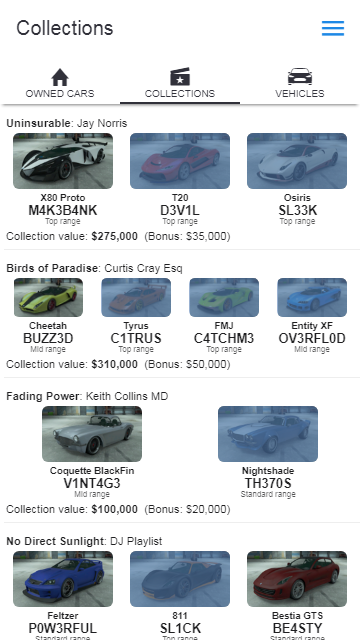 Collections
OWNED CARS COLLECTIONS VEHICLES
Uninsurable: Jay Norris
X80 Proto T20 Osiris
M4K3B4NK D3V1L SL33K
Top range Top range Top range
Collection value: $275,000 (Bonus: $35,000)
Birds of Paradise: Curtis Cray Esq
Cheetah Tyrus FMJ Entity XF
BUZZ3D C1TRUS C4TCHM3 OV3RFL0D
Mid range Top range Top range Mid range
Collection value: $310,000 (Bonus: $50,000)
Fading Power: Keith Collins MD
Coquette BlackFin Nightshade
V1NT4G3 TH370S
Mid range Standard range
Collection value: $100,000 (Bonus: $20,000)
No Direct Sunlight: DJ Playlist
Feltzer 811 Bestia GTS
P0W3RFUL SL1CK BE4STY
Standard range Top range Standard range